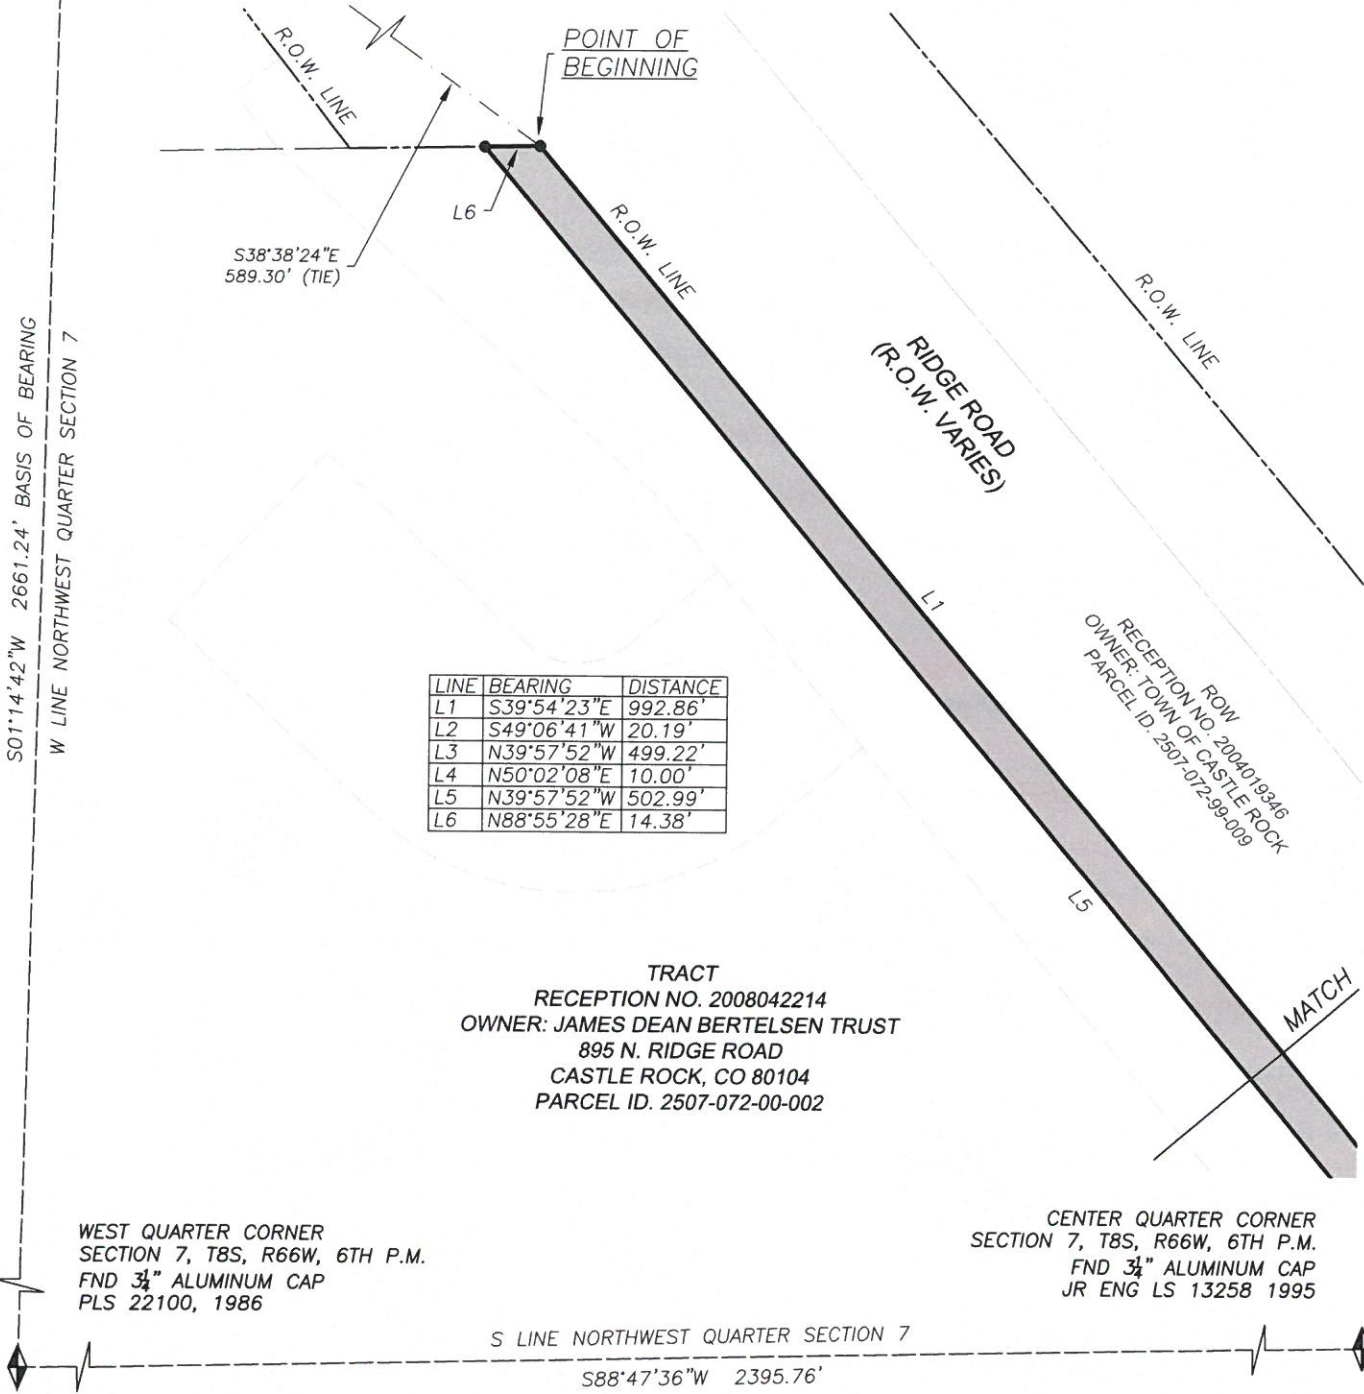 POINT OF
BEGINNING
R.O.W. LINE
L6
S38°38'24"E
589.30' (TIE)
R.O.W. LINE
R.O.W. LINE
RIDGE ROAD
(R.O.W. VARIES)
S01°14'42"W 2661.24' BASIS OF BEARING
W LINE NORTHWEST QUARTER SECTION 7
L1
ROW
RECEPTION NO. 2004019346
OWNER: TOWN OF CASTLE ROCK
PARCEL ID. 2507-072-99-009
LINE BEARING DISTANCE
L1 S39°54'23"E 992.86'
L2 S49°06'41"W 20.19'
L3 N39°57'52"W 499.22'
L4 N50°02'08"E 10.00'
L5 N39°57'52"W 502.99'
L6 N88°55'28"E 14.38'
L5
TRACT
RECEPTION NO. 2008042214
OWNER: JAMES DEAN BERTELSEN TRUST
895 N. RIDGE ROAD
CASTLE ROCK, CO 80104
PARCEL ID. 2507-072-00-002
MATCH
WEST QUARTER CORNER
SECTION 7, T8S, R66W, 6TH P.M.
FND 3¼" ALUMINUM CAP
PLS 22100, 1986
CENTER QUARTER CORNER
SECTION 7, T8S, R66W, 6TH P.M.
FND 3¼" ALUMINUM CAP
JR ENG LS 13258 1995
S LINE NORTHWEST QUARTER SECTION 7
S88°47'36"W 2395.76'